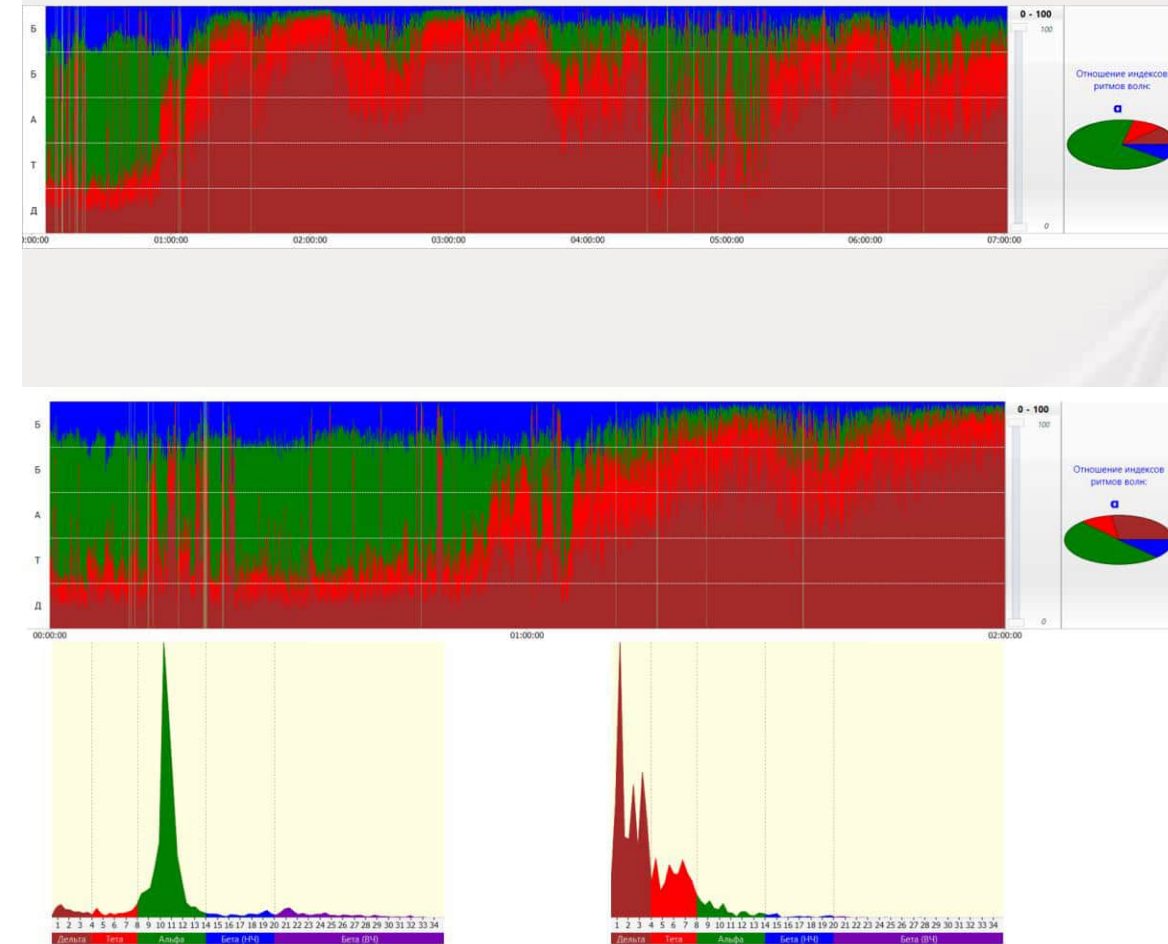 Б
Б
А
Т
Д
0 - 100
100
0
Отношение индексов
ритмов волн:
α
:00:00 01:00:00 02:00:00 03:00:00 04:00:00 05:00:00 06:00:00 07:00:00
Б
Б
А
Т
Д
0 - 100
100
0
Отношение индексов
ритмов волн:
α
00:00:00 01:00:00 02:00:00
1 2 3 4 5 6 7 8 9 10 11 12 13 14 15 16 17 18 19 20 21 22 23 24 25 26 27 28 29 30 31 32 33 34
Дельта Тета Альфа Бета (НЧ) Бета (ВЧ)
1 2 3 4 5 6 7 8 9 10 11 12 13 14 15 16 17 18 19 20 21 22 23 24 25 26 27 28 29 30 31 32 33 34
Дельта Тета Альфа Бета (НЧ) Бета (ВЧ)